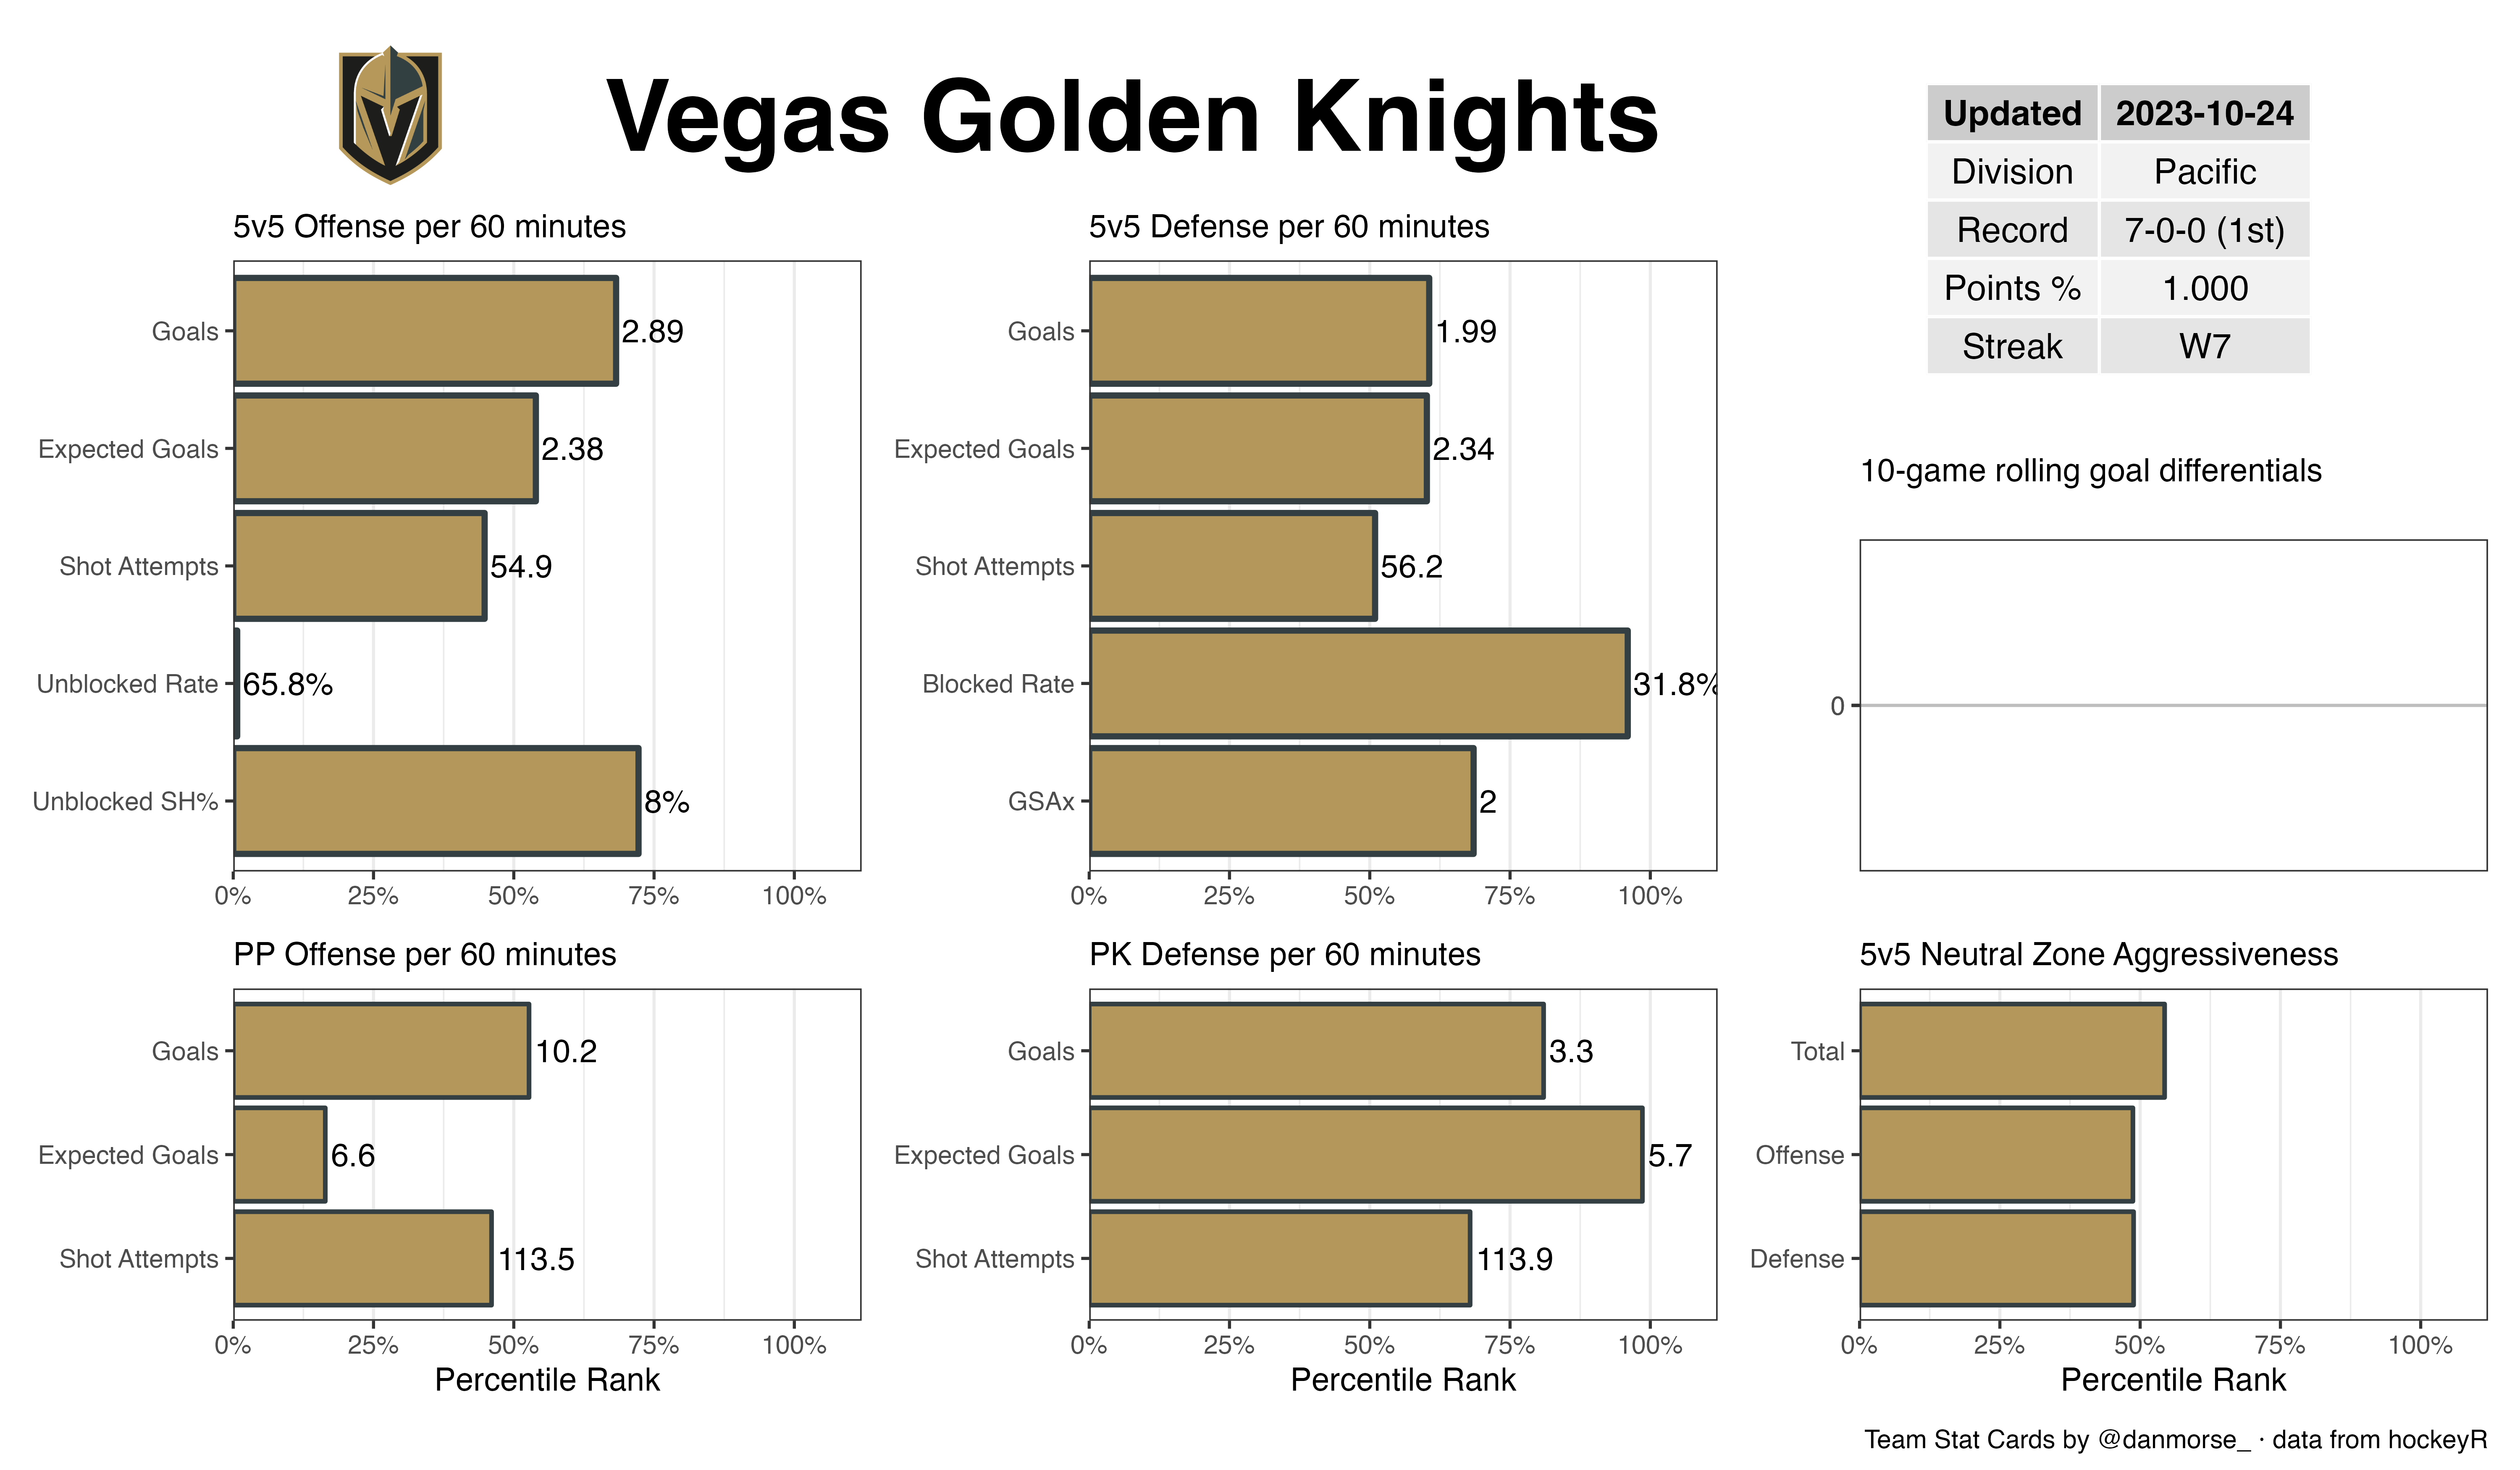 Vegas Golden Knights
Updated 2023-10-24
Division Pacific
Record 7-0-0 (1st)
Points % 1.000
Streak W7
5v5 Offense per 60 minutes
Goals 2.89
Expected Goals 2.38
Shot Attempts 54.9
Unblocked Rate 65.8%
Unblocked SH% 8%
0% 25% 50% 75% 100%
5v5 Defense per 60 minutes
Goals 1.99
Expected Goals 2.34
Shot Attempts 56.2
Blocked Rate 31.8%
GSAx 2
0% 25% 50% 75% 100%
10-game rolling goal differentials
0
PP Offense per 60 minutes
Goals 10.2
Expected Goals 6.6
Shot Attempts 113.5
0% 25% 50% 75% 100%
Percentile Rank
PK Defense per 60 minutes
Goals 3.3
Expected Goals 5.7
Shot Attempts 113.9
0% 25% 50% 75% 100%
Percentile Rank
5v5 Neutral Zone Aggressiveness
Total
Offense
Defense
0% 25% 50% 75% 100%
Percentile Rank
Team Stat Cards by @danmorse_ · data from hockeyR